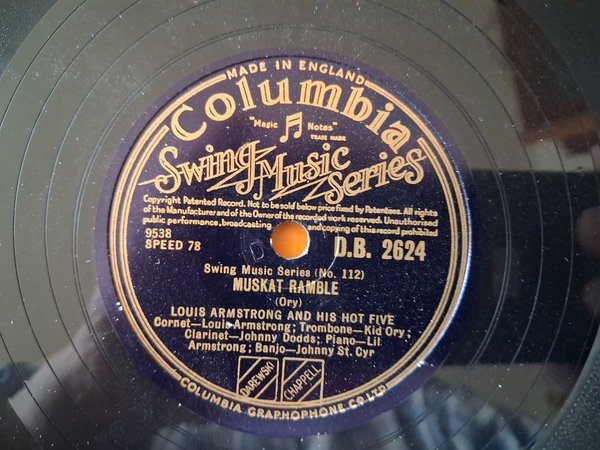 MADE IN ENGLAND
Columbia
"Magic Notes"
TRADE MARK
Swing Music Series
Copyright Patented Record. Not to be sold below price fixed by Patentees. All rights
of the Manufacturer and of the Owner of the recorded work reserved. Unauthorised
public performance, broadcasting and copying of this record prohibited
9538
SPEED 78
D.B. 2624
Swing Music Series (No. 112)
MUSKAT RAMBLE
(Ory)
LOUIS ARMSTRONG AND HIS HOT FIVE
Cornet—Louis Armstrong; Trombone—Kid Ory;
Clarinet—Johnny Dodds; Piano—Lil
Armstrong; Banjo—Johnny St. Cyr
DAREWSKI
CHAPPELL
COLUMBIA GRAPHOPHONE CO LTD